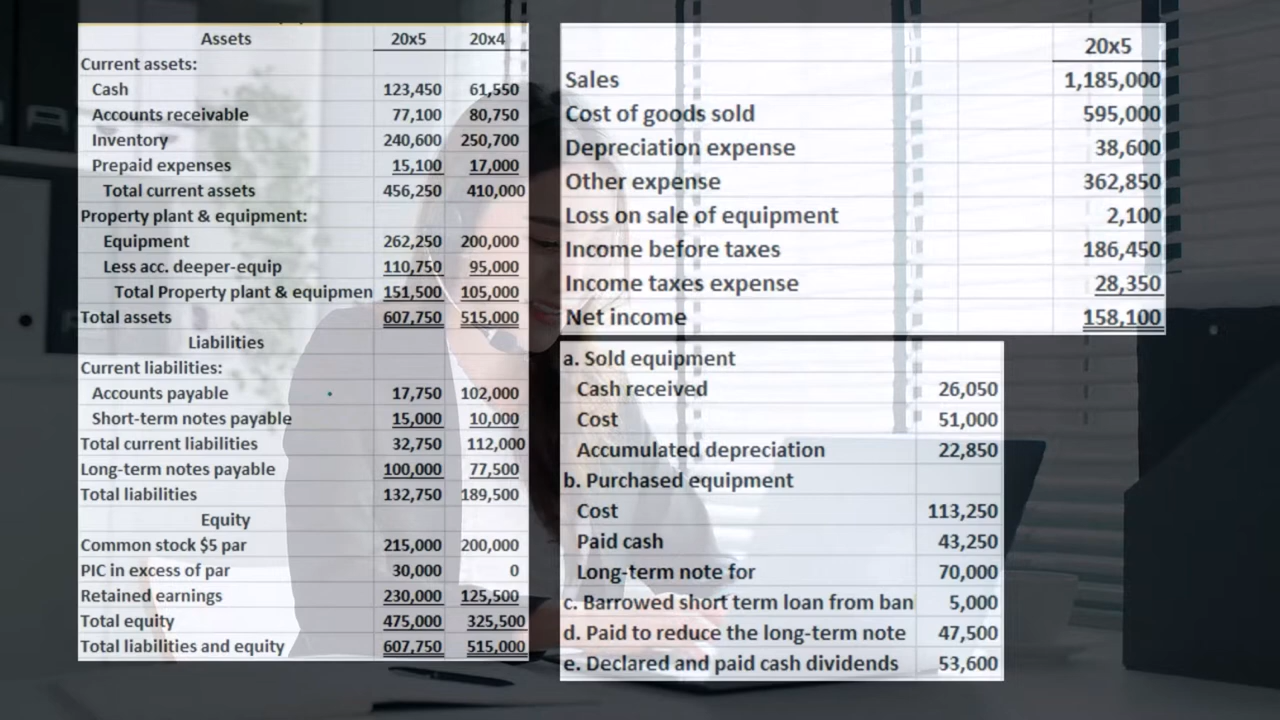 Assets 20x5 20x4
Current assets:
Cash 123,450 61,550
Accounts receivable 77,100 80,750
Inventory 240,600 250,700
Prepaid expenses 15,100 17,000
Total current assets 456,250 410,000
Property plant & equipment:
Equipment 262,250 200,000
Less acc. deeper-equip 110,750 95,000
Total Property plant & equipmen 151,500 105,000
Total assets 607,750 515,000
Liabilities
Current liabilities:
Accounts payable 17,750 102,000
Short-term notes payable 15,000 10,000
Total current liabilities 32,750 112,000
Long-term notes payable 100,000 77,500
Total liabilities 132,750 189,500
Equity
Common stock $5 par 215,000 200,000
PIC in excess of par 30,000 0
Retained earnings 230,000 125,500
Total equity 475,000 325,500
Total liabilities and equity 607,750 515,000
20x5
Sales 1,185,000
Cost of goods sold 595,000
Depreciation expense 38,600
Other expense 362,850
Loss on sale of equipment 2,100
Income before taxes 186,450
Income taxes expense 28,350
Net income 158,100
a. Sold equipment
Cash received 26,050
Cost 51,000
Accumulated depreciation 22,850
b. Purchased equipment
Cost 113,250
Paid cash 43,250
Long-term note for 70,000
c. Barrowed short term loan from ban 5,000
d. Paid to reduce the long-term note 47,500
e. Declared and paid cash dividends 53,600